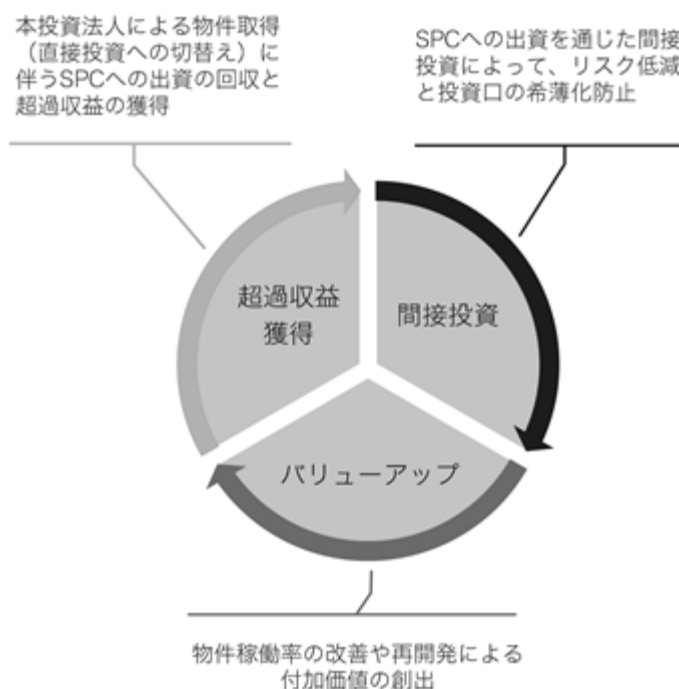 本投資法人による物件取得
（直接投資への切替え）に
伴うSPCへの出資の回収と
超過収益の獲得
SPCへの出資を通じた間接
投資によって、リスク低減
と投資口の希薄化防止
超過収益
獲得
間接投資
バリューアップ
物件稼働率の改善や再開発による
付加価値の創出